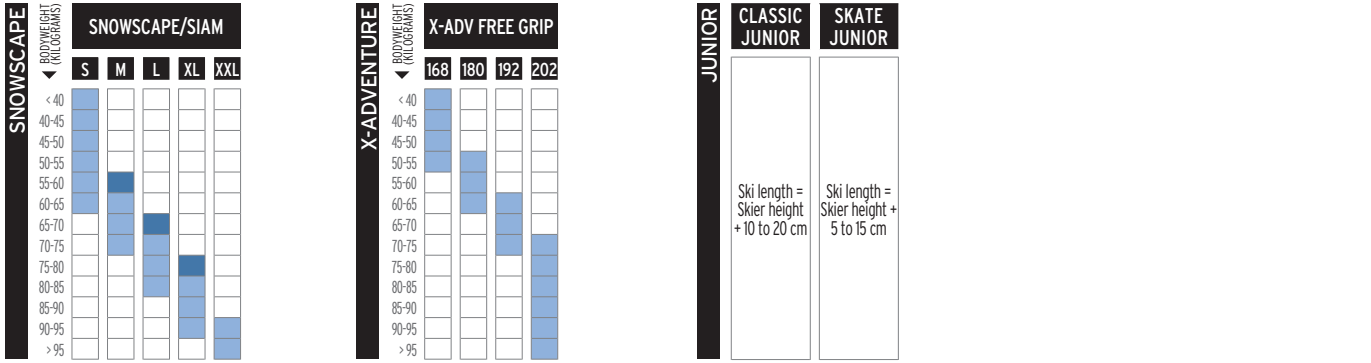 SNOWSCAPE
BODYWEIGHT
(KILOGRAMS)
SNOWSCAPE/SIAM
S M L XL XXL
< 40
40-45
45-50
50-55
55-60
60-65
65-70
70-75
75-80
80-85
85-90
90-95
> 95
X-ADVENTURE
BODYWEIGHT
(KILOGRAMS)
X-ADV FREE GRIP
168 180 192 202
< 40
40-45
45-50
50-55
55-60
60-65
65-70
70-75
75-80
80-85
85-90
90-95
> 95
JUNIOR
CLASSIC
JUNIOR
Ski length =
Skier height
+ 10 to 20 cm
SKATE
JUNIOR
Ski length =
Skier height +
5 to 15 cm